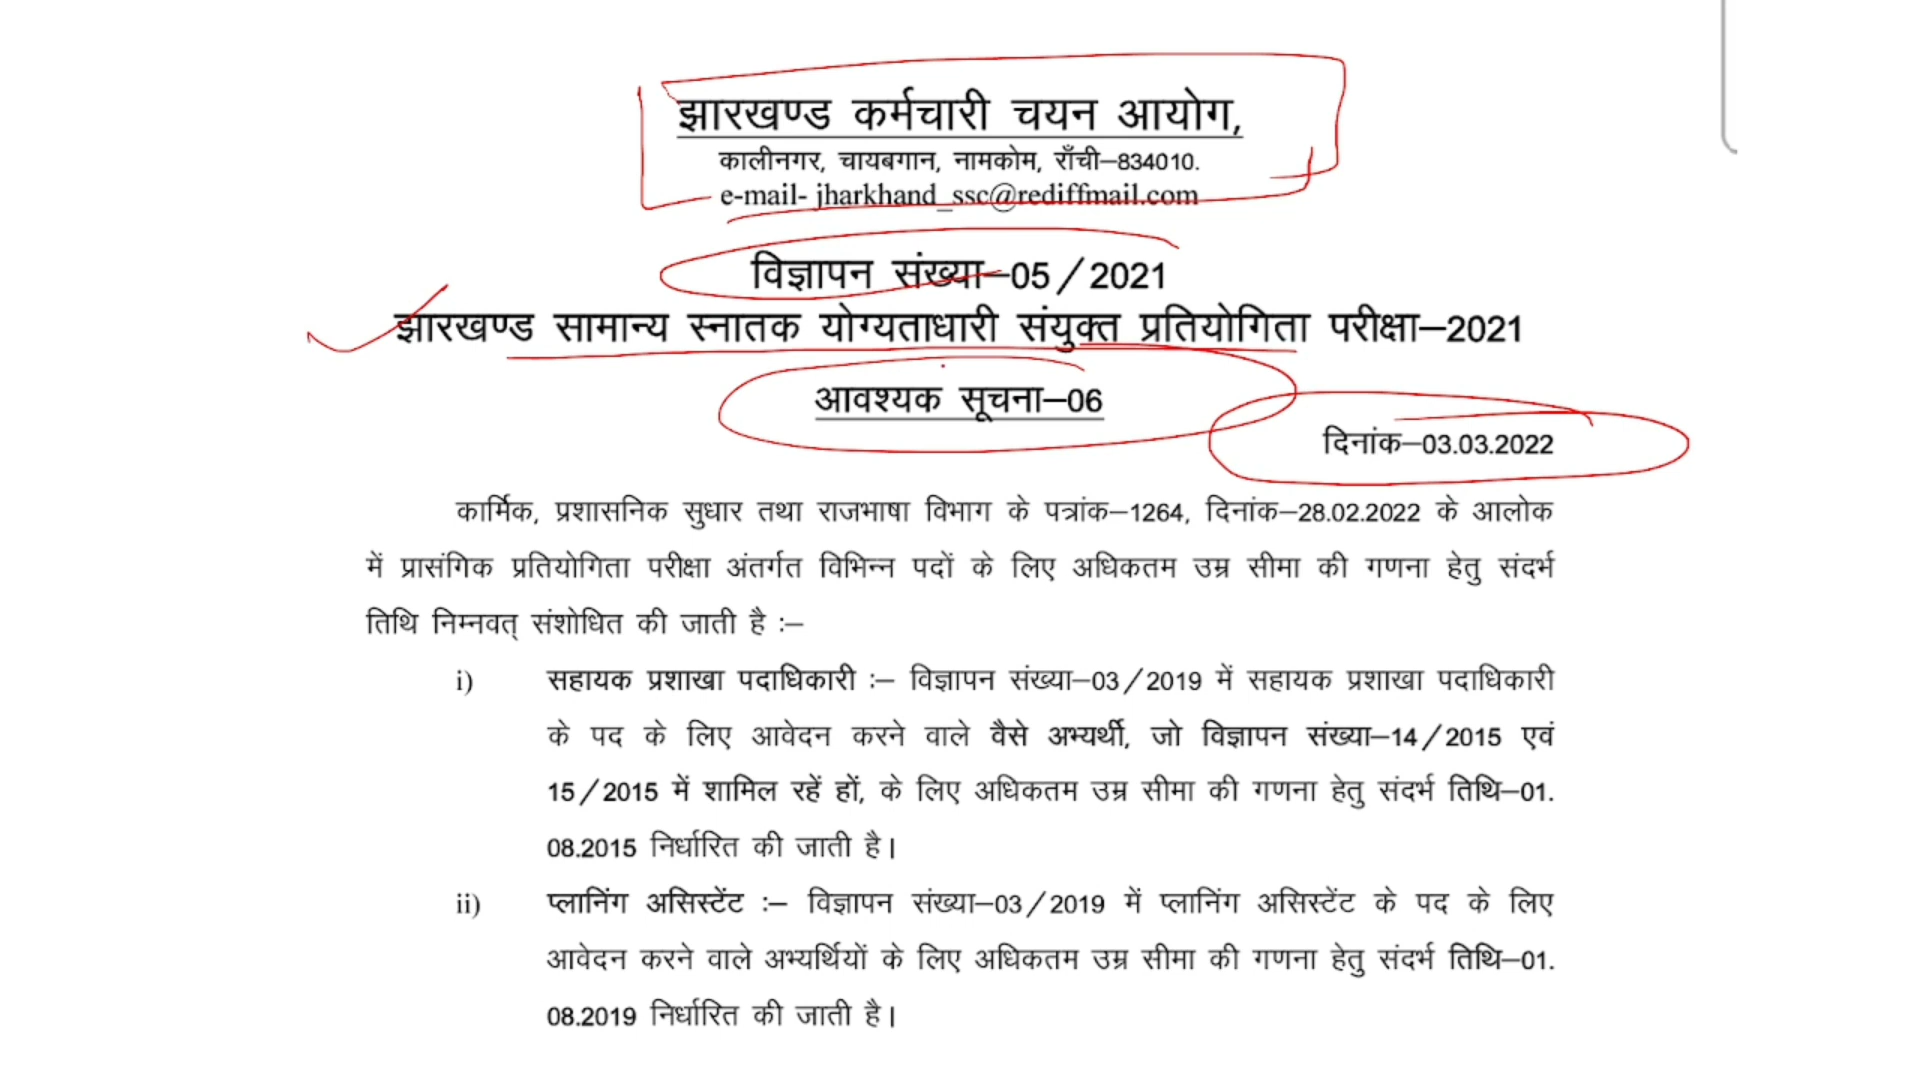 झारखण्ड कर्मचारी चयन आयोग,
कालीनगर, चायबगान, नामकोम, राँची–834010.
e-mail- jharkhand_ssc@rediffmail.com
विज्ञापन संख्या–05/2021
झारखण्ड सामान्य स्नातक योग्यताधारी संयुक्त प्रतियोगिता परीक्षा–2021
आवश्यक सूचना–06
दिनांक–03.03.2022
कार्मिक, प्रशासनिक सुधार तथा राजभाषा विभाग के पत्रांक–1264, दिनांक–28.02.2022 के आलोक
में प्रासंगिक प्रतियोगिता परीक्षा अंतर्गत विभिन्न पदों के लिए अधिकतम उम्र सीमा की गणना हेतु संदर्भ
तिथि निम्नवत् संशोधित की जाती है :–
i) सहायक प्रशाखा पदाधिकारी :– विज्ञापन संख्या–03/2019 में सहायक प्रशाखा पदाधिकारी
के पद के लिए आवेदन करने वाले वैसे अभ्यर्थी, जो विज्ञापन संख्या–14/2015 एवं
15/2015 में शामिल रहें हों, के लिए अधिकतम उम्र सीमा की गणना हेतु संदर्भ तिथि–01.
08.2015 निर्धारित की जाती है।
ii) प्लानिंग असिस्टेंट :– विज्ञापन संख्या–03/2019 में प्लानिंग असिस्टेंट के पद के लिए
आवेदन करने वाले अभ्यर्थियों के लिए अधिकतम उम्र सीमा की गणना हेतु संदर्भ तिथि–01.
08.2019 निर्धारित की जाती है।